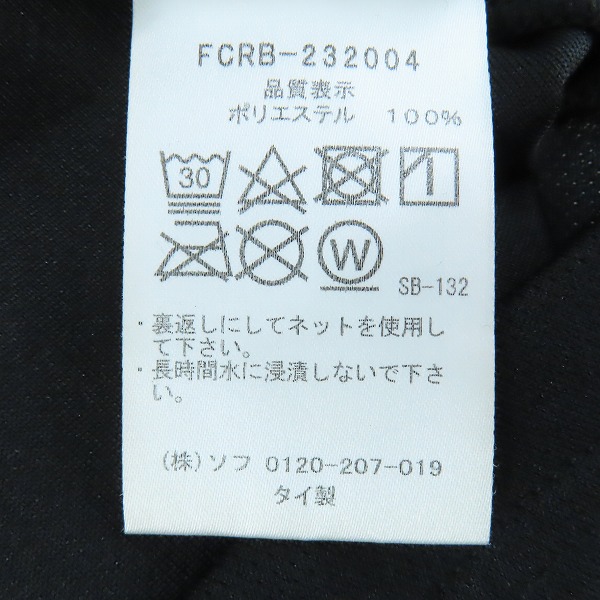 FCRB-232004
品質表示
ポリエステル 100%
30
W
SB-132
・裏返しにしてネットを使用し
て下さい。
・長時間水に浸漬しないで下さ
い。
(株)ソフ 0120-207-019
タイ製